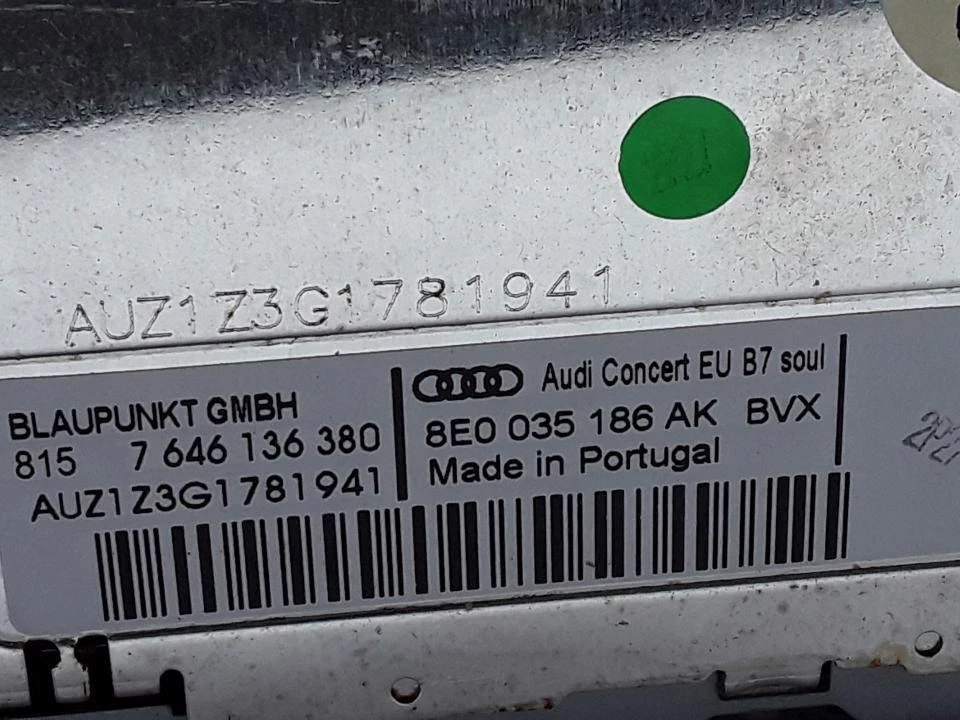 AUZ1Z3G1781941
BLAUPUNKT GMBH
815 7 646 136 380
AUZ1Z3G1781941
Audi Concert EU B7 soul
8E0 035 186 AK BVX
Made in Portugal